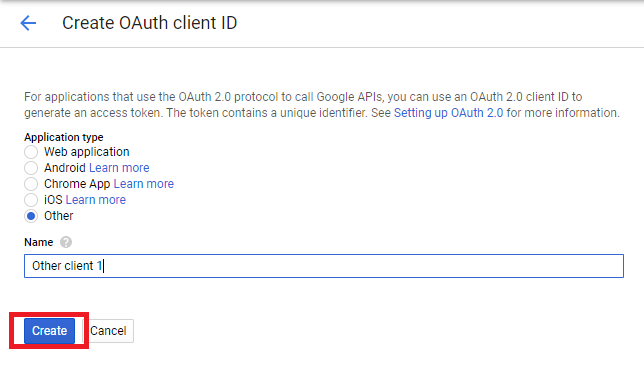 Create OAuth client ID
For applications that use the OAuth 2.0 protocol to call Google APIs, you can use an OAuth 2.0 client ID to
generate an access token. The token contains a unique identifier. See Setting up OAuth 2.0 for more information.
Application type
Web application
Android Learn more
Chrome App Learn more
iOS Learn more
Other
Name ?
Other client 1
Create Cancel